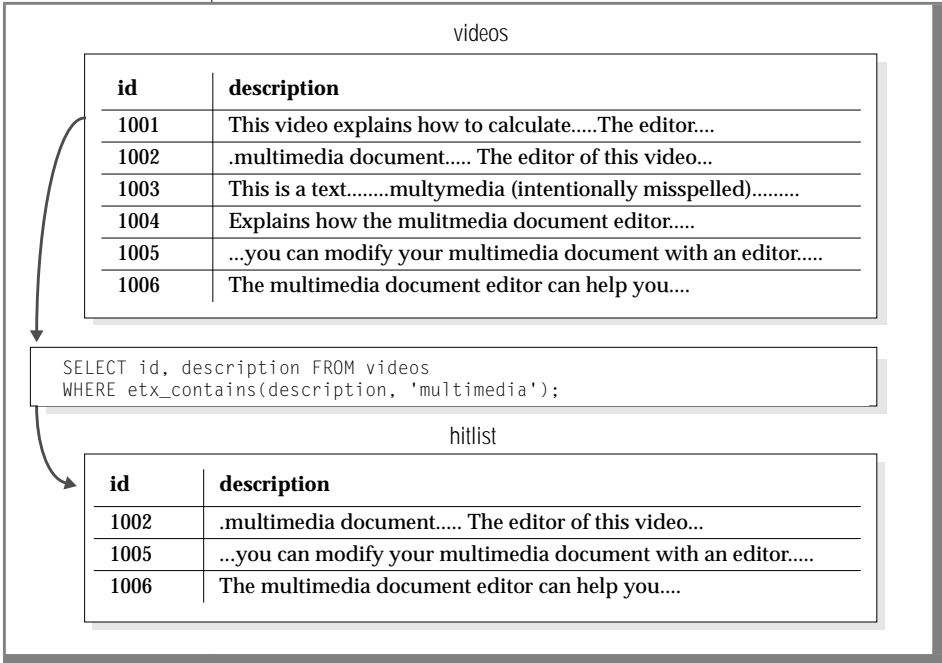 videos
id description
1001 This video explains how to calculate.....The editor....
1002 .multimedia document..... The editor of this video...
1003 This is a text........multymedia (intentionally misspelled).........
1004 Explains how the mulitmedia document editor.....
1005 ...you can modify your multimedia document with an editor.....
1006 The multimedia document editor can help you....
SELECT id, description FROM videos
WHERE etx_contains(description, 'multimedia');
hitlist
id description
1002 .multimedia document..... The editor of this video...
1005 ...you can modify your multimedia document with an editor.....
1006 The multimedia document editor can help you....